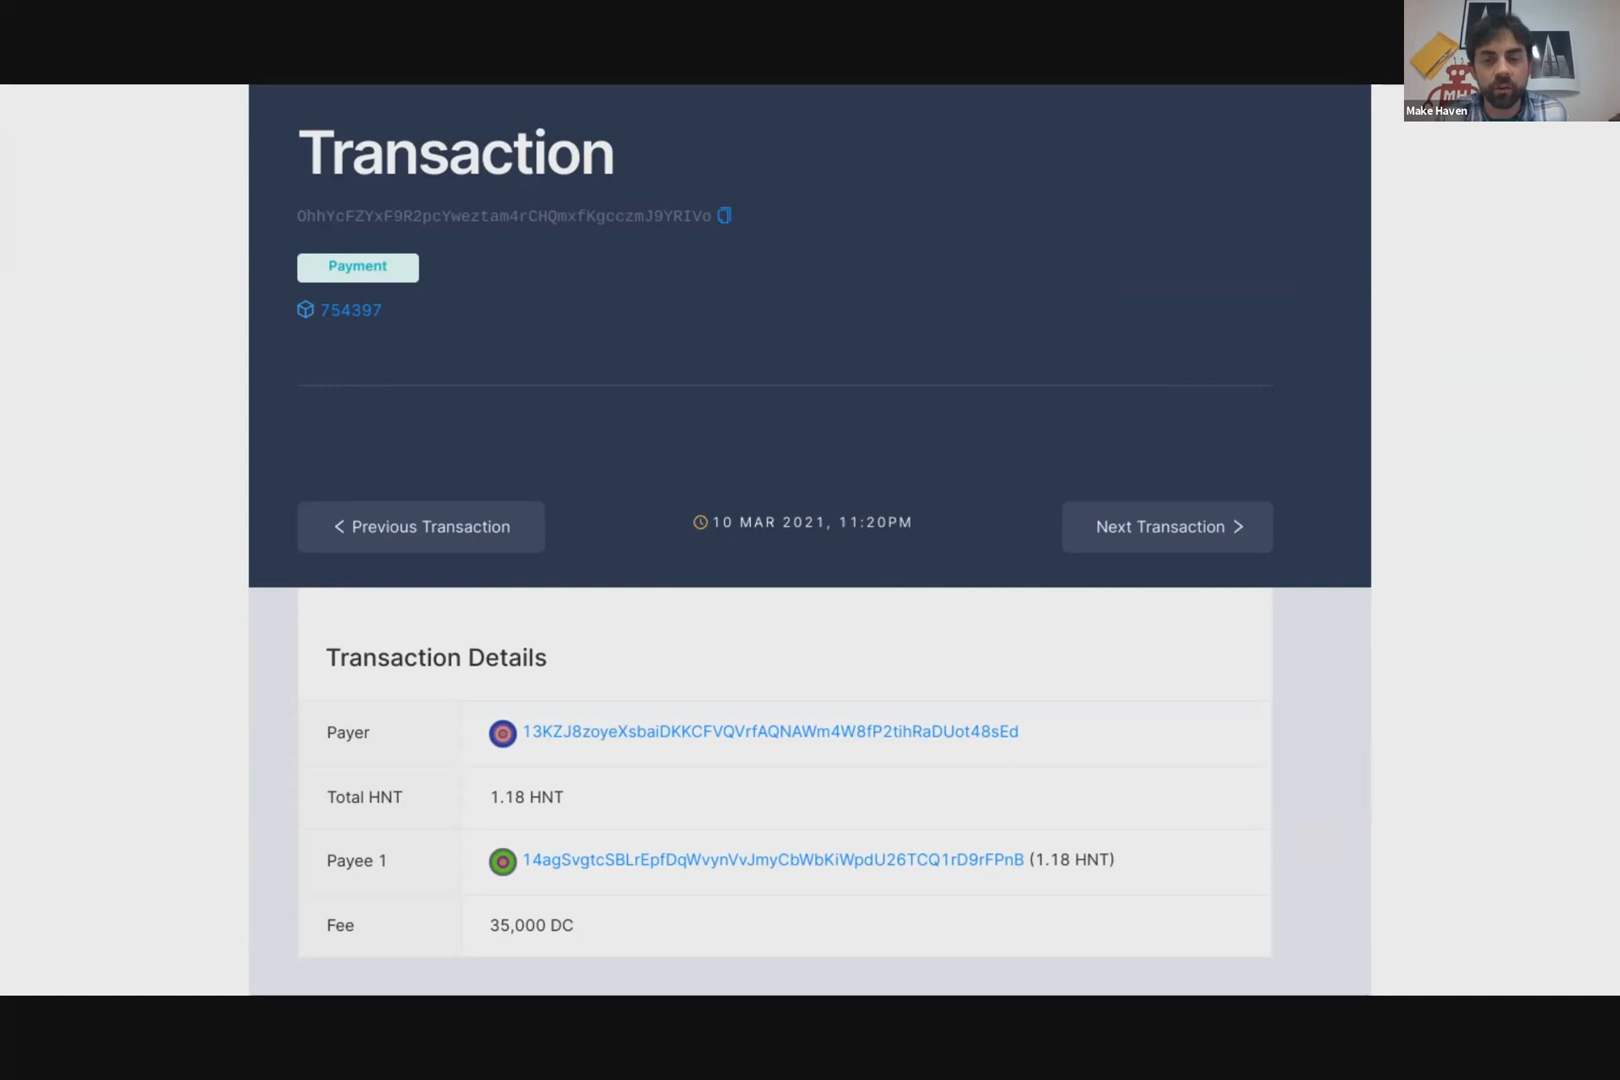 Transaction
OhhYcFZYxF9R2pcYweztam4rCHQmxfKgcczmJ9YRIVo
Payment
754397
< Previous Transaction
10 MAR 2021, 11:20PM
Next Transaction >
Transaction Details
Payer 13KZJ8zoyeXsbaiDKKCFVQVrfAQNAWm4W8fP2tihRaDUot48sEd
Total HNT 1.18 HNT
Payee 1 14agSvgtcSBLrEpfDqWvynVvJmyCbWbKiWpdU26TCQ1rD9rFPnB (1.18 HNT)
Fee 35,000 DC
MH
Make Haven